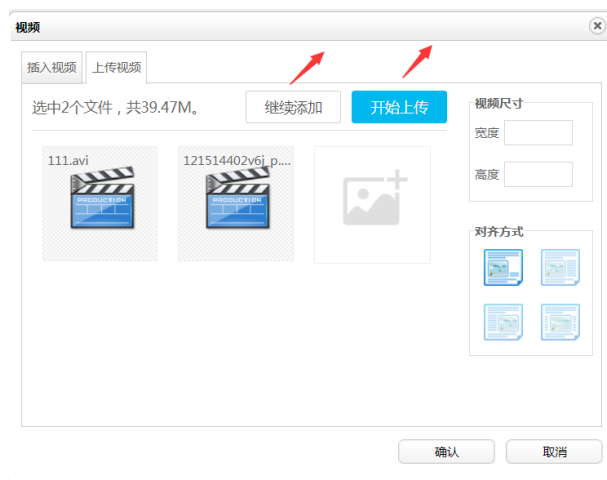 视频
插入视频 上传视频
选中2个文件，共39.47M。 继续添加 开始上传
视频尺寸
宽度
高度
111.avi 121514402v6j_p....
PRODUCTION PRODUCTION
对齐方式
确认 取消